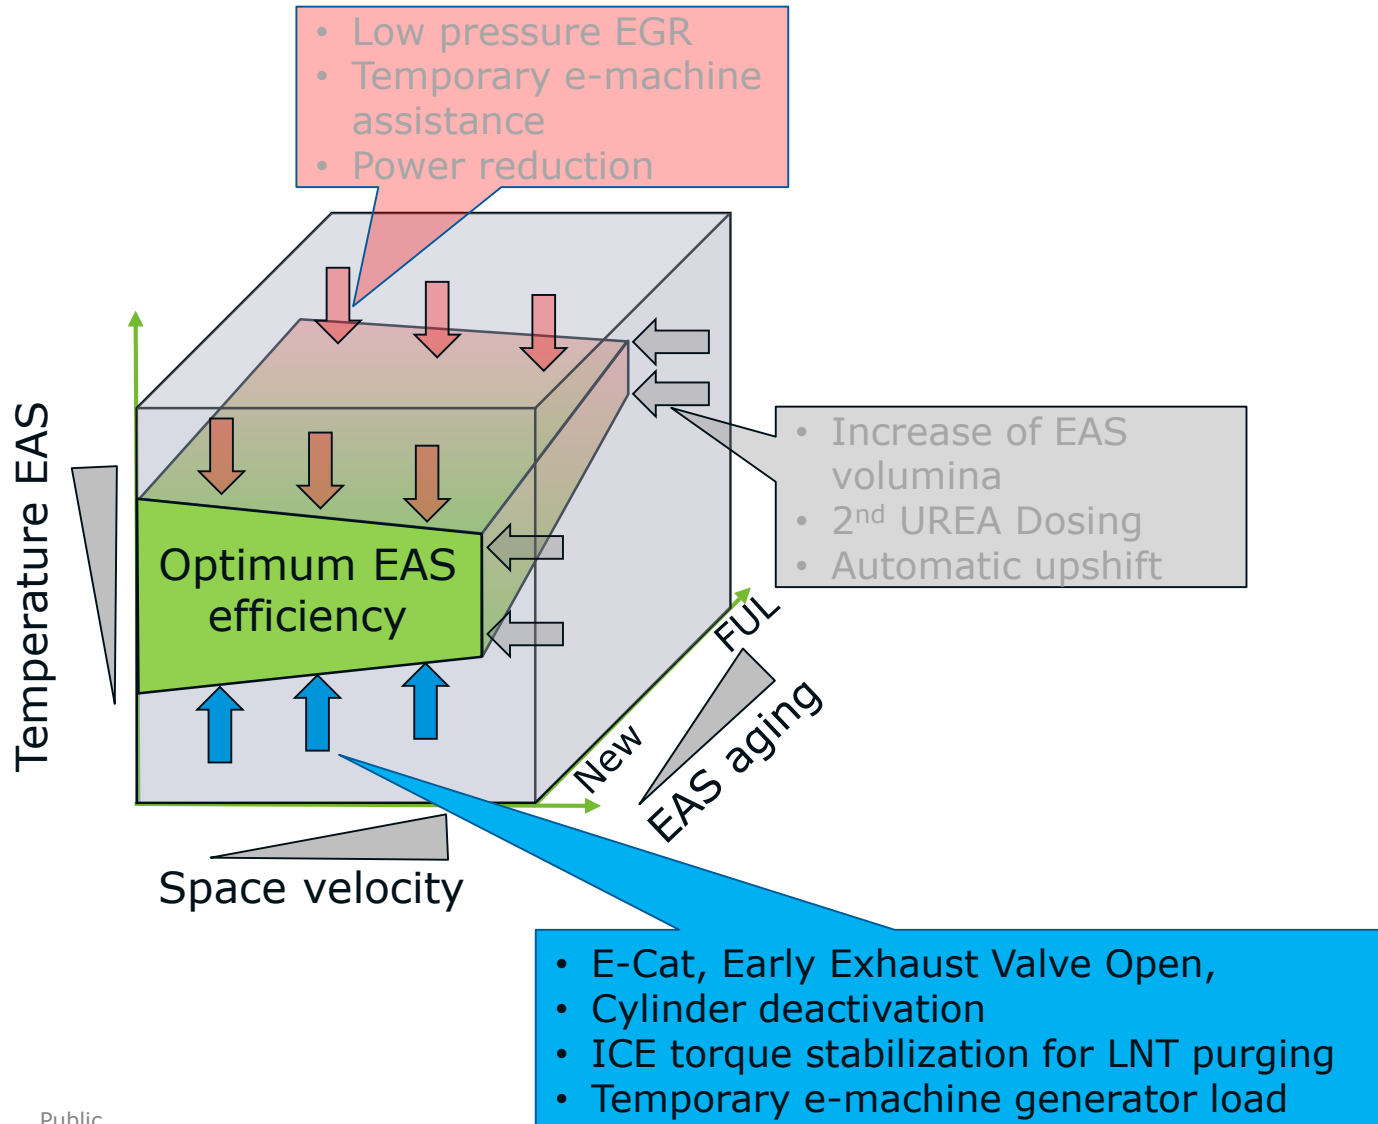 • Low pressure EGR
• Temporary e-machine
assistance
• Power reduction
Temperature EAS
• Increase of EAS
volumina
• 2nd UREA Dosing
• Automatic upshift
Optimum EAS
efficiency
FUL
New
EAS aging
Space velocity
• E-Cat, Early Exhaust Valve Open,
• Cylinder deactivation
• ICE torque stabilization for LNT purging
• Temporary e-machine generator load
Public